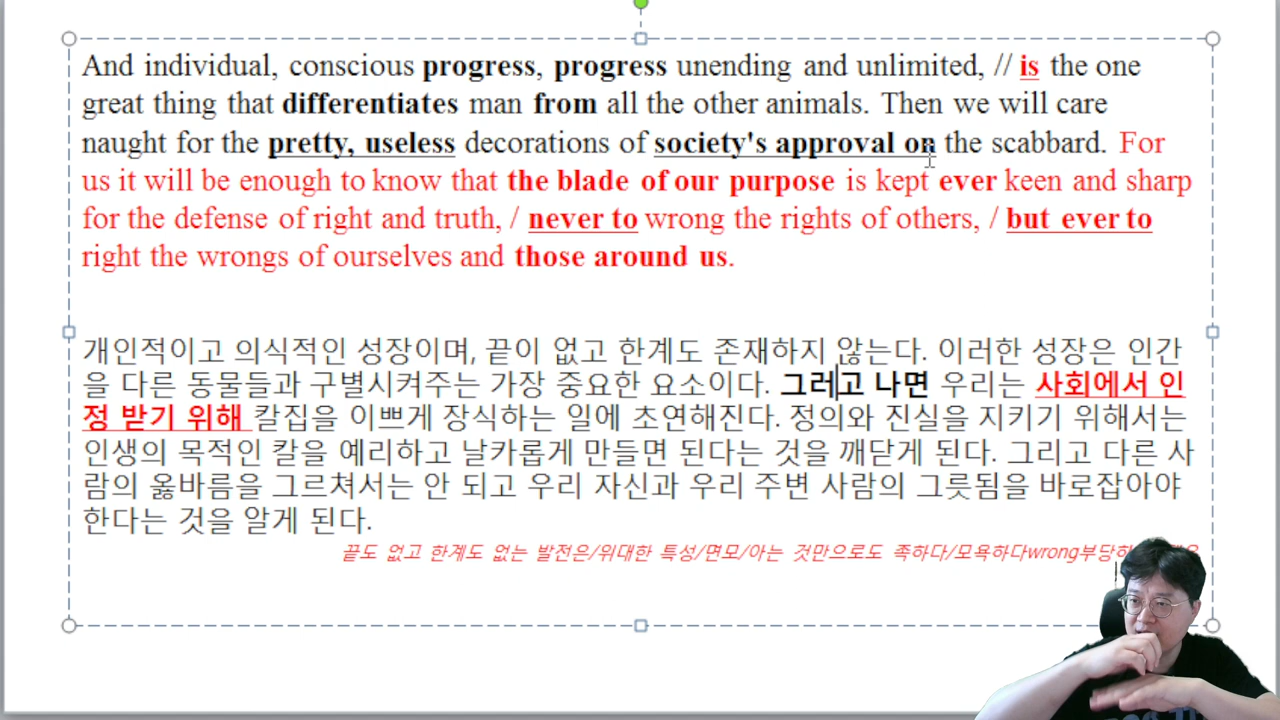 And individual, conscious progress, progress unending and unlimited, // is the one
great thing that differentiates man from all the other animals. Then we will care
naught for the pretty, useless decorations of society's approval on the scabbard. For
us it will be enough to know that the blade of our purpose is kept ever keen and sharp
for the defense of right and truth, / never to wrong the rights of others, / but ever to
right the wrongs of ourselves and those around us.
개인적이고 의식적인 성장이며, 끝이 없고 한계도 존재하지 않는다. 이러한 성장은 인간
을 다른 동물들과 구별시켜주는 가장 중요한 요소이다. 그러고 나면 우리는 사회에서 인
정 받기 위해 칼집을 이쁘게 장식하는 일에 초연해진다. 정의와 진실을 지키기 위해서는
인생의 목적인 칼을 예리하고 날카롭게 만들면 된다는 것을 깨닫게 된다. 그리고 다른 사
람의 옳바름을 그르쳐서는 안 되고 우리 자신과 우리 주변 사람의 그릇됨을 바로잡아야
한다는 것을 알게 된다.
끝도 없고 한계도 없는 발전은/위대한 특성/면모/아는 것만으로도 족하다/모욕하다wrong